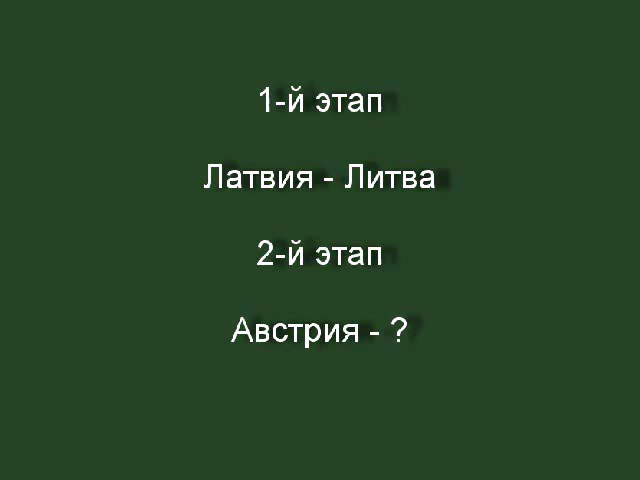 1-й этап
Латвия - Литва
2-й этап
Австрия - ?